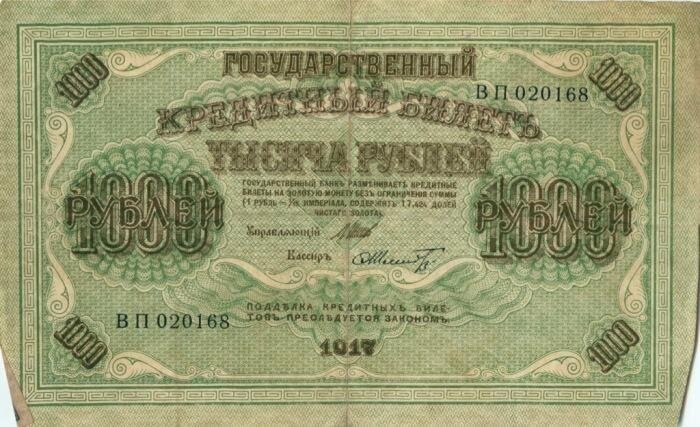 1000 1000
ГОСУДАРСТВЕННЫЙ
ВП 020168
КРЕДИТНЫЙ БИЛЕТЪ
ТЫСЯЧА РУБЛЕЙ
1000 РУБЛЕЙ
1000 РУБЛЕЙ
ГОСУДАРСТВЕННЫЙ БАНКЪ РАЗМѢНИВАЕТЪ КРЕДИТНЫЕ
БИЛЕТЫ НА ЗОЛОТУЮ МОНЕТУ БЕЗЪ ОГРАНИЧЕНІЯ СУММЫ
(1 РУБЛЬ = 1/15 ИМПЕРІАЛА, СОДЕРЖИТЪ 17,424 ДОЛЕЙ
ЧИСТАГО ЗОЛОТА).
Управляющій
Кассиръ
ВП 020168
ПОДДѢЛКА КРЕДИТНЫХЪ БИЛЕ-
ТОВЪ ПРЕСЛѢДУЕТСЯ ЗАКОНОМЪ.
1917
1000 1000